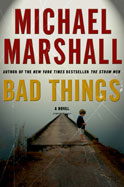 MICHAEL
MARSHALL
AUTHOR OF THE NEW YORK TIMES BESTSELLER THE STRAW MEN
BAD THINGS
A NOVEL